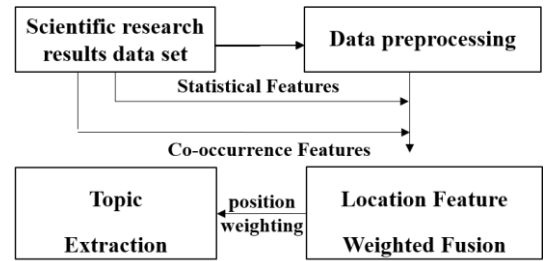 Scientific research
results data set
Data preprocessing
Statistical Features
Co-occurrence Features
Topic
Extraction
position
weighting
Location Feature
Weighted Fusion